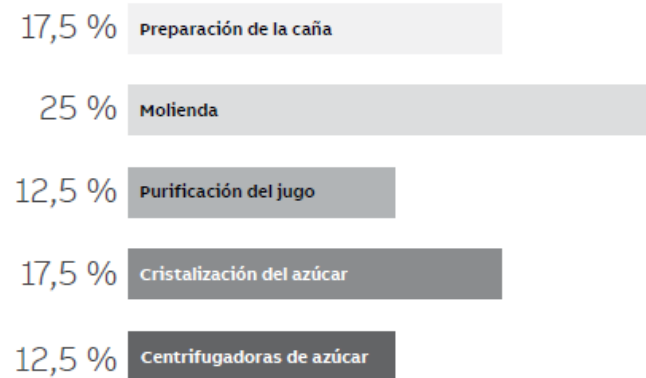 17,5 % Preparación de la caña
25 % Molienda
12,5 % Purificación del jugo
17,5 % Cristalización del azúcar
12,5 % Centrifugadoras de azúcar